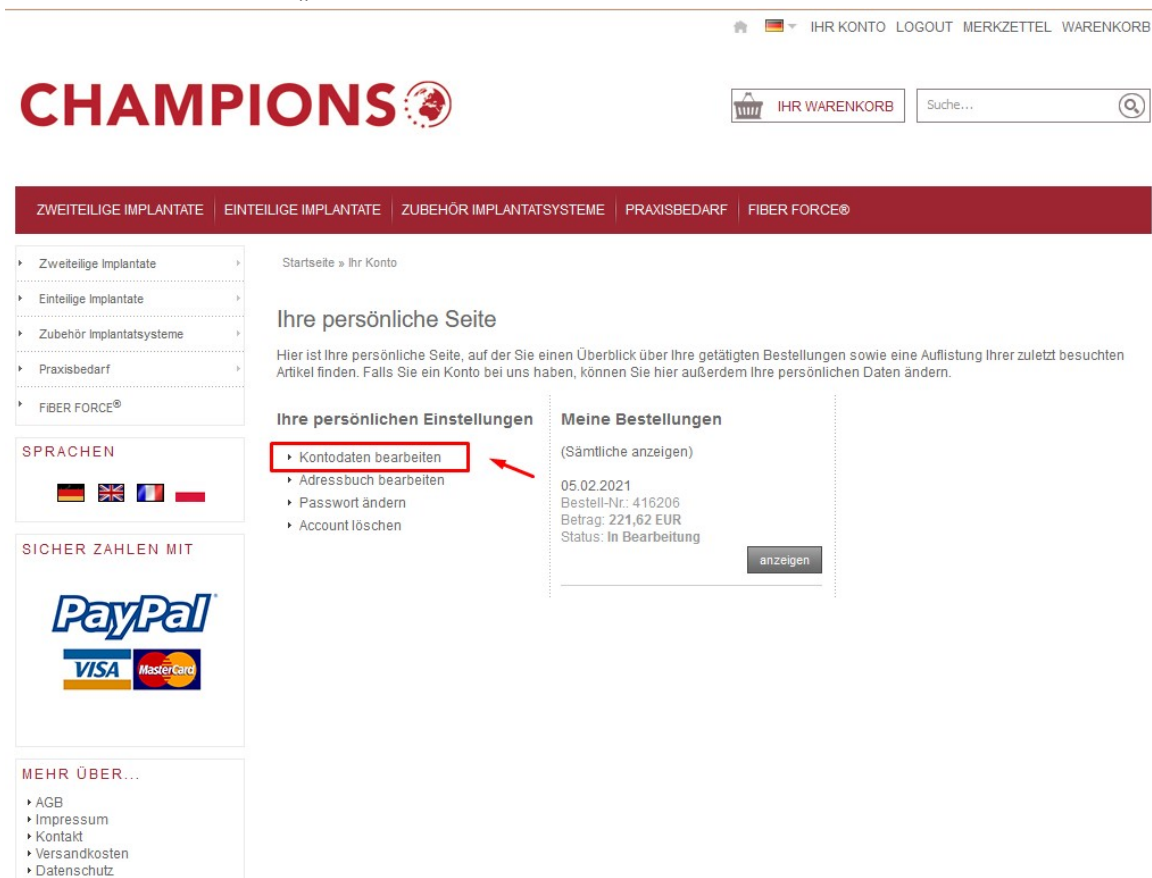 IHR KONTO LOGOUT MERKZETTEL WARENKORB
CHAMPIONS
IHR WARENKORB
Suche...
ZWEITEILIGE IMPLANTATE EINTEILIGE IMPLANTATE ZUBEHÖR IMPLANTATSYSTEME PRAXISBEDARF FIBER FORCE®
Zweiteilige Implantate
Einteilige Implantate
Zubehör Implantatsysteme
Praxisbedarf
FiBER FORCE®
SPRACHEN
SICHER ZAHLEN MIT
PayPal
VISA MasterCard
MEHR ÜBER...
AGB
Impressum
Kontakt
Versandkosten
Datenschutz
Startseite » Ihr Konto
Ihre persönliche Seite
Hier ist Ihre persönliche Seite, auf der Sie einen Überblick über Ihre getätigten Bestellungen sowie eine Auflistung Ihrer zuletzt besuchten
Artikel finden. Falls Sie ein Konto bei uns haben, können Sie hier außerdem Ihre persönlichen Daten ändern.
Ihre persönlichen Einstellungen
Kontodaten bearbeiten
Adressbuch bearbeiten
Passwort ändern
Account löschen
Meine Bestellungen
(Sämtliche anzeigen)
05.02.2021
Bestell-Nr.: 416206
Betrag: 221,62 EUR
Status: In Bearbeitung
anzeigen